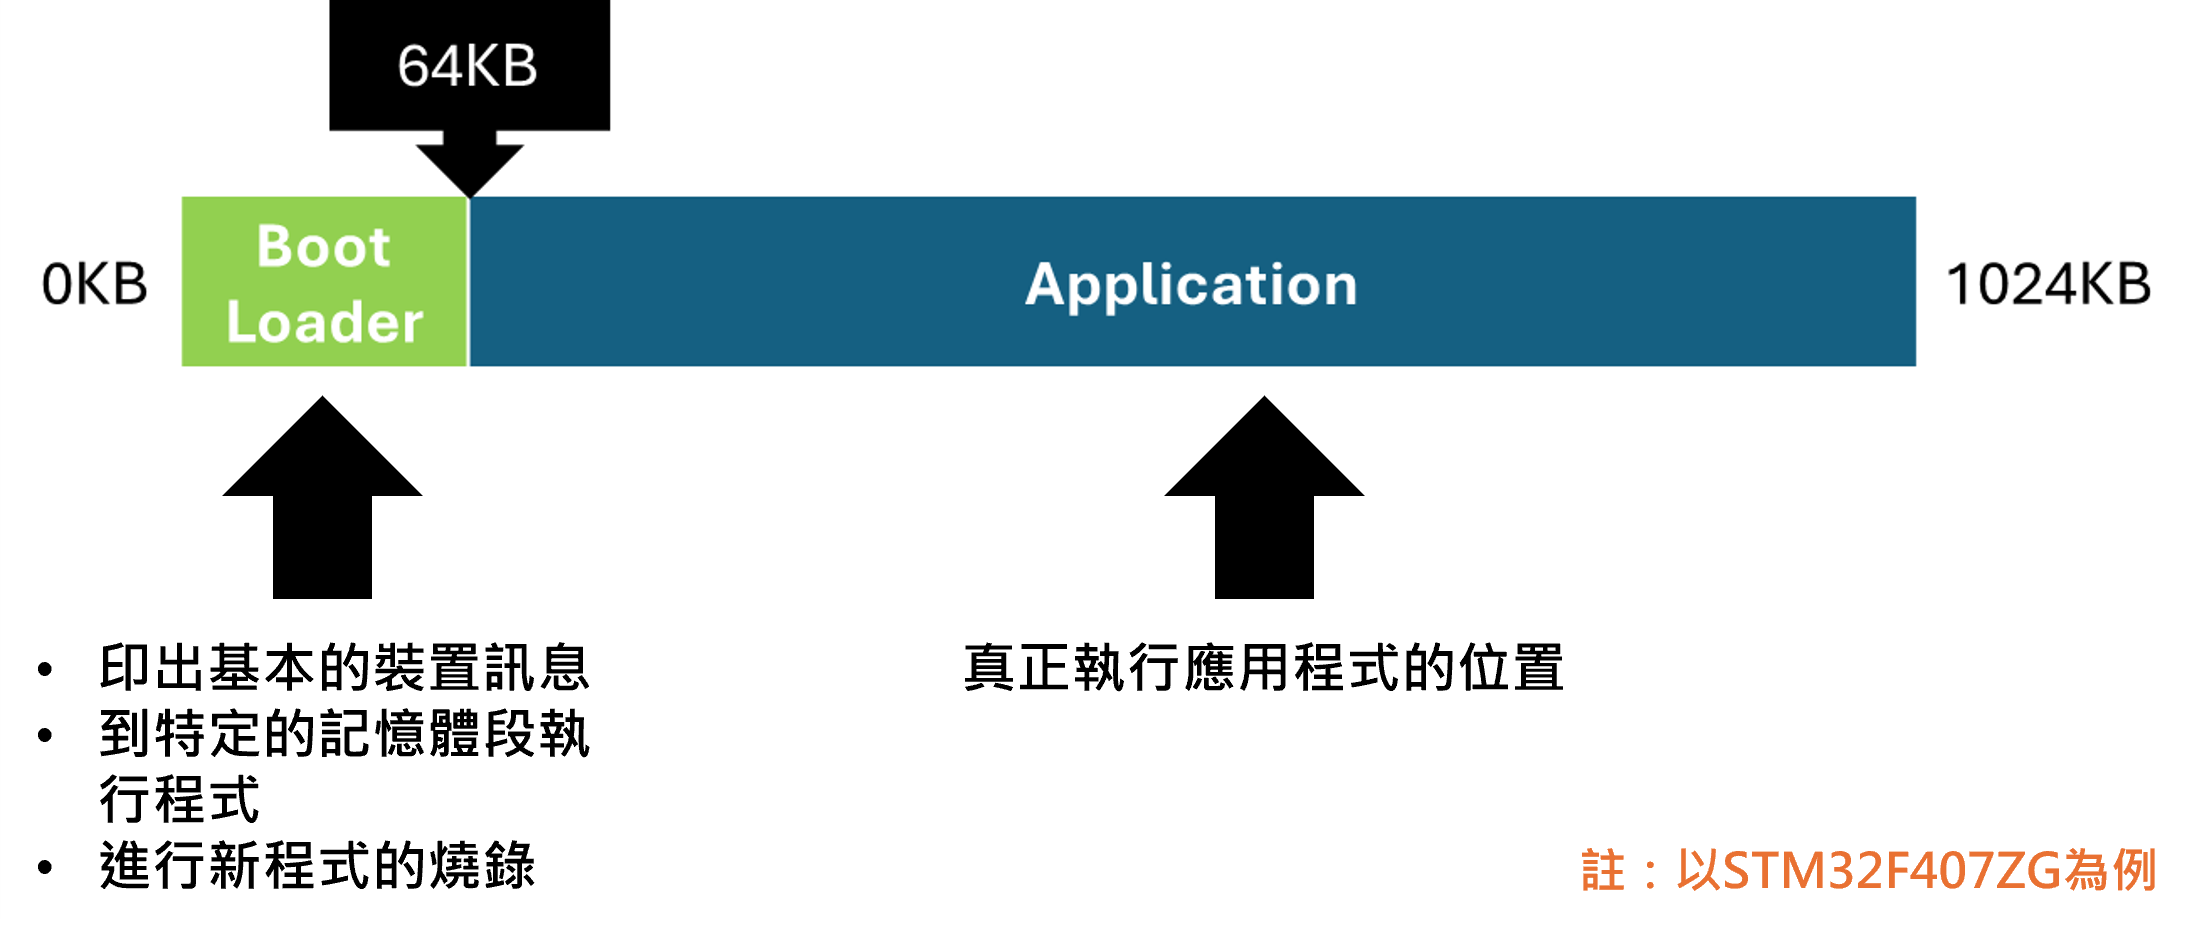 64KB
0KB
Boot
Loader
Application
1024KB
• 印出基本的裝置訊息
• 到特定的記憶體段執
行程式
• 進行新程式的燒錄
真正執行應用程式的位置
註：以STM32F407ZG為例